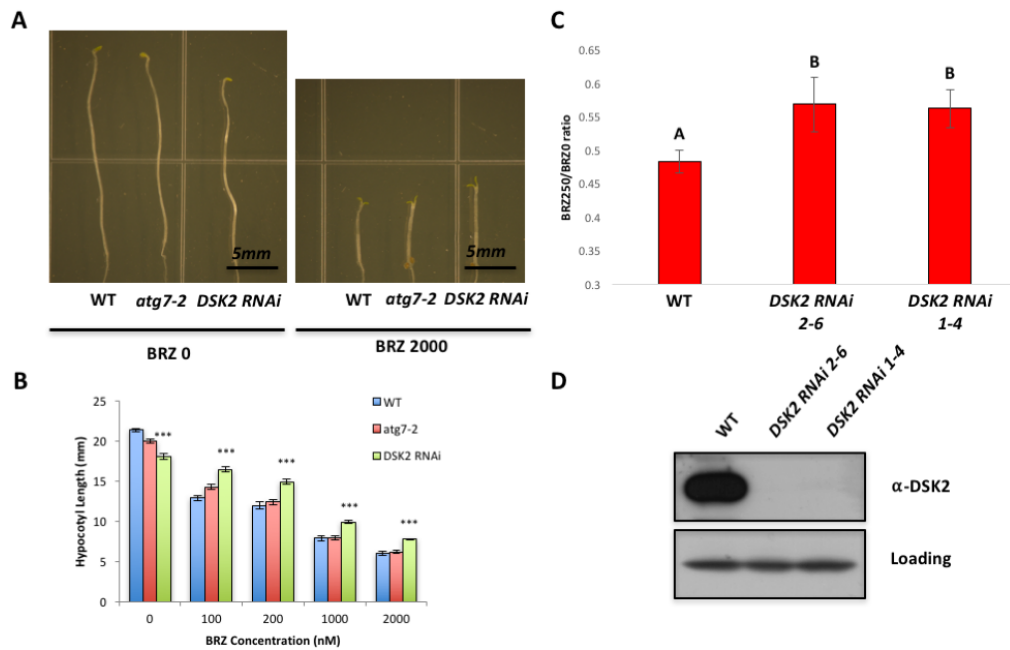 A
5mm
5mm
WT atg7-2 DSK2 RNAi
WT atg7-2 DSK2 RNAi
BRZ 0
BRZ 2000
B
Hypocotyl Length (mm)
25
20
15
10
5
0
***
***
***
***
***
WT
atg7-2
DSK2 RNAi
0 100 200 1000 2000
BRZ Concentration (nM)
C
BRZ250/BRZ0 ratio
0.65
0.6
0.55
0.5
0.45
0.4
0.35
0.3
A
B
B
WT
DSK2 RNAi
2-6
DSK2 RNAi
1-4
D
WT
DSK2 RNAi 2-6
DSK2 RNAi 1-4
α-DSK2
Loading